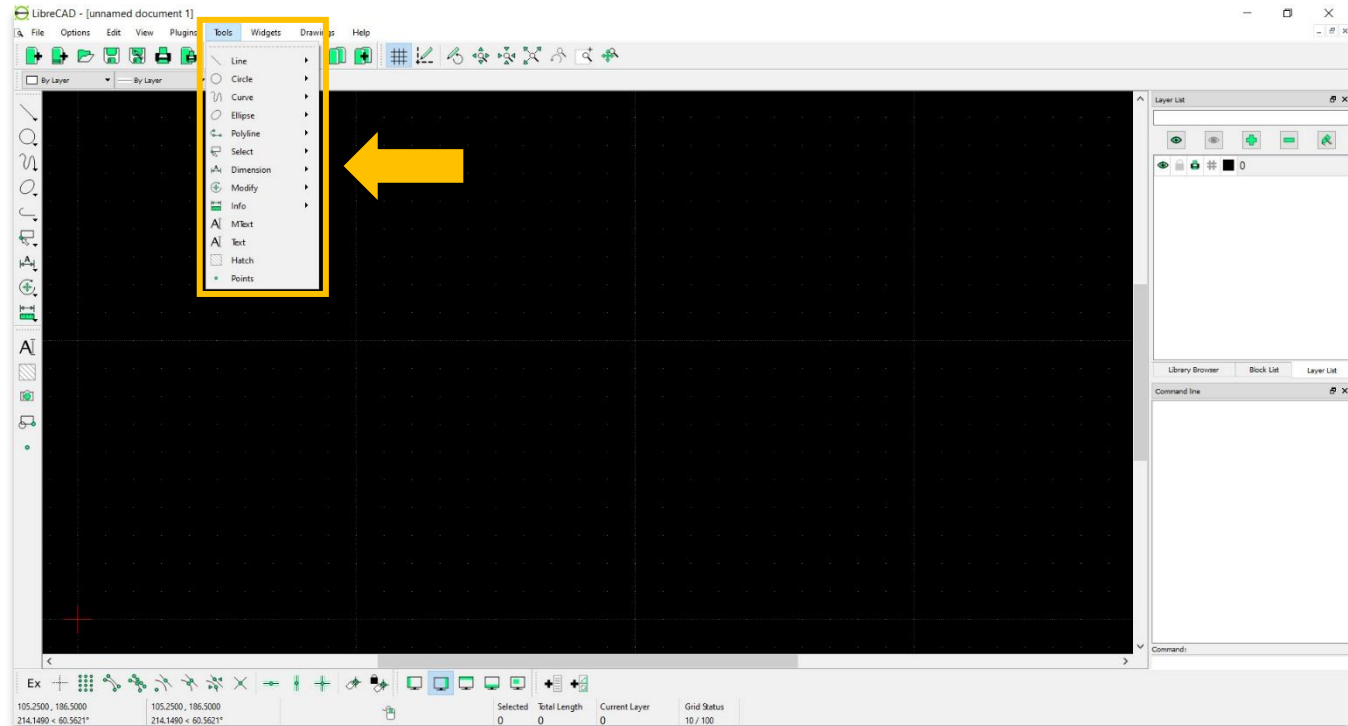 LibreCAD - [unnamed document 1]
File Options Edit View Plugins Tools Widgets Drawings Help
By Layer By Layer
Line
Circle
Curve
Ellipse
Polyline
Select
Dimension
Modify
Info
MText
Text
Hatch
Points
Layer List
0
Library Browser Block List Layer List
Command line
Command:
Ex
105.2500 , 186.5000 105.2500 , 186.5000 Selected Total Length Current Layer Grid Status
214.1490 < 60.5621° 214.1490 < 60.5621° 0 0 0 10 / 100